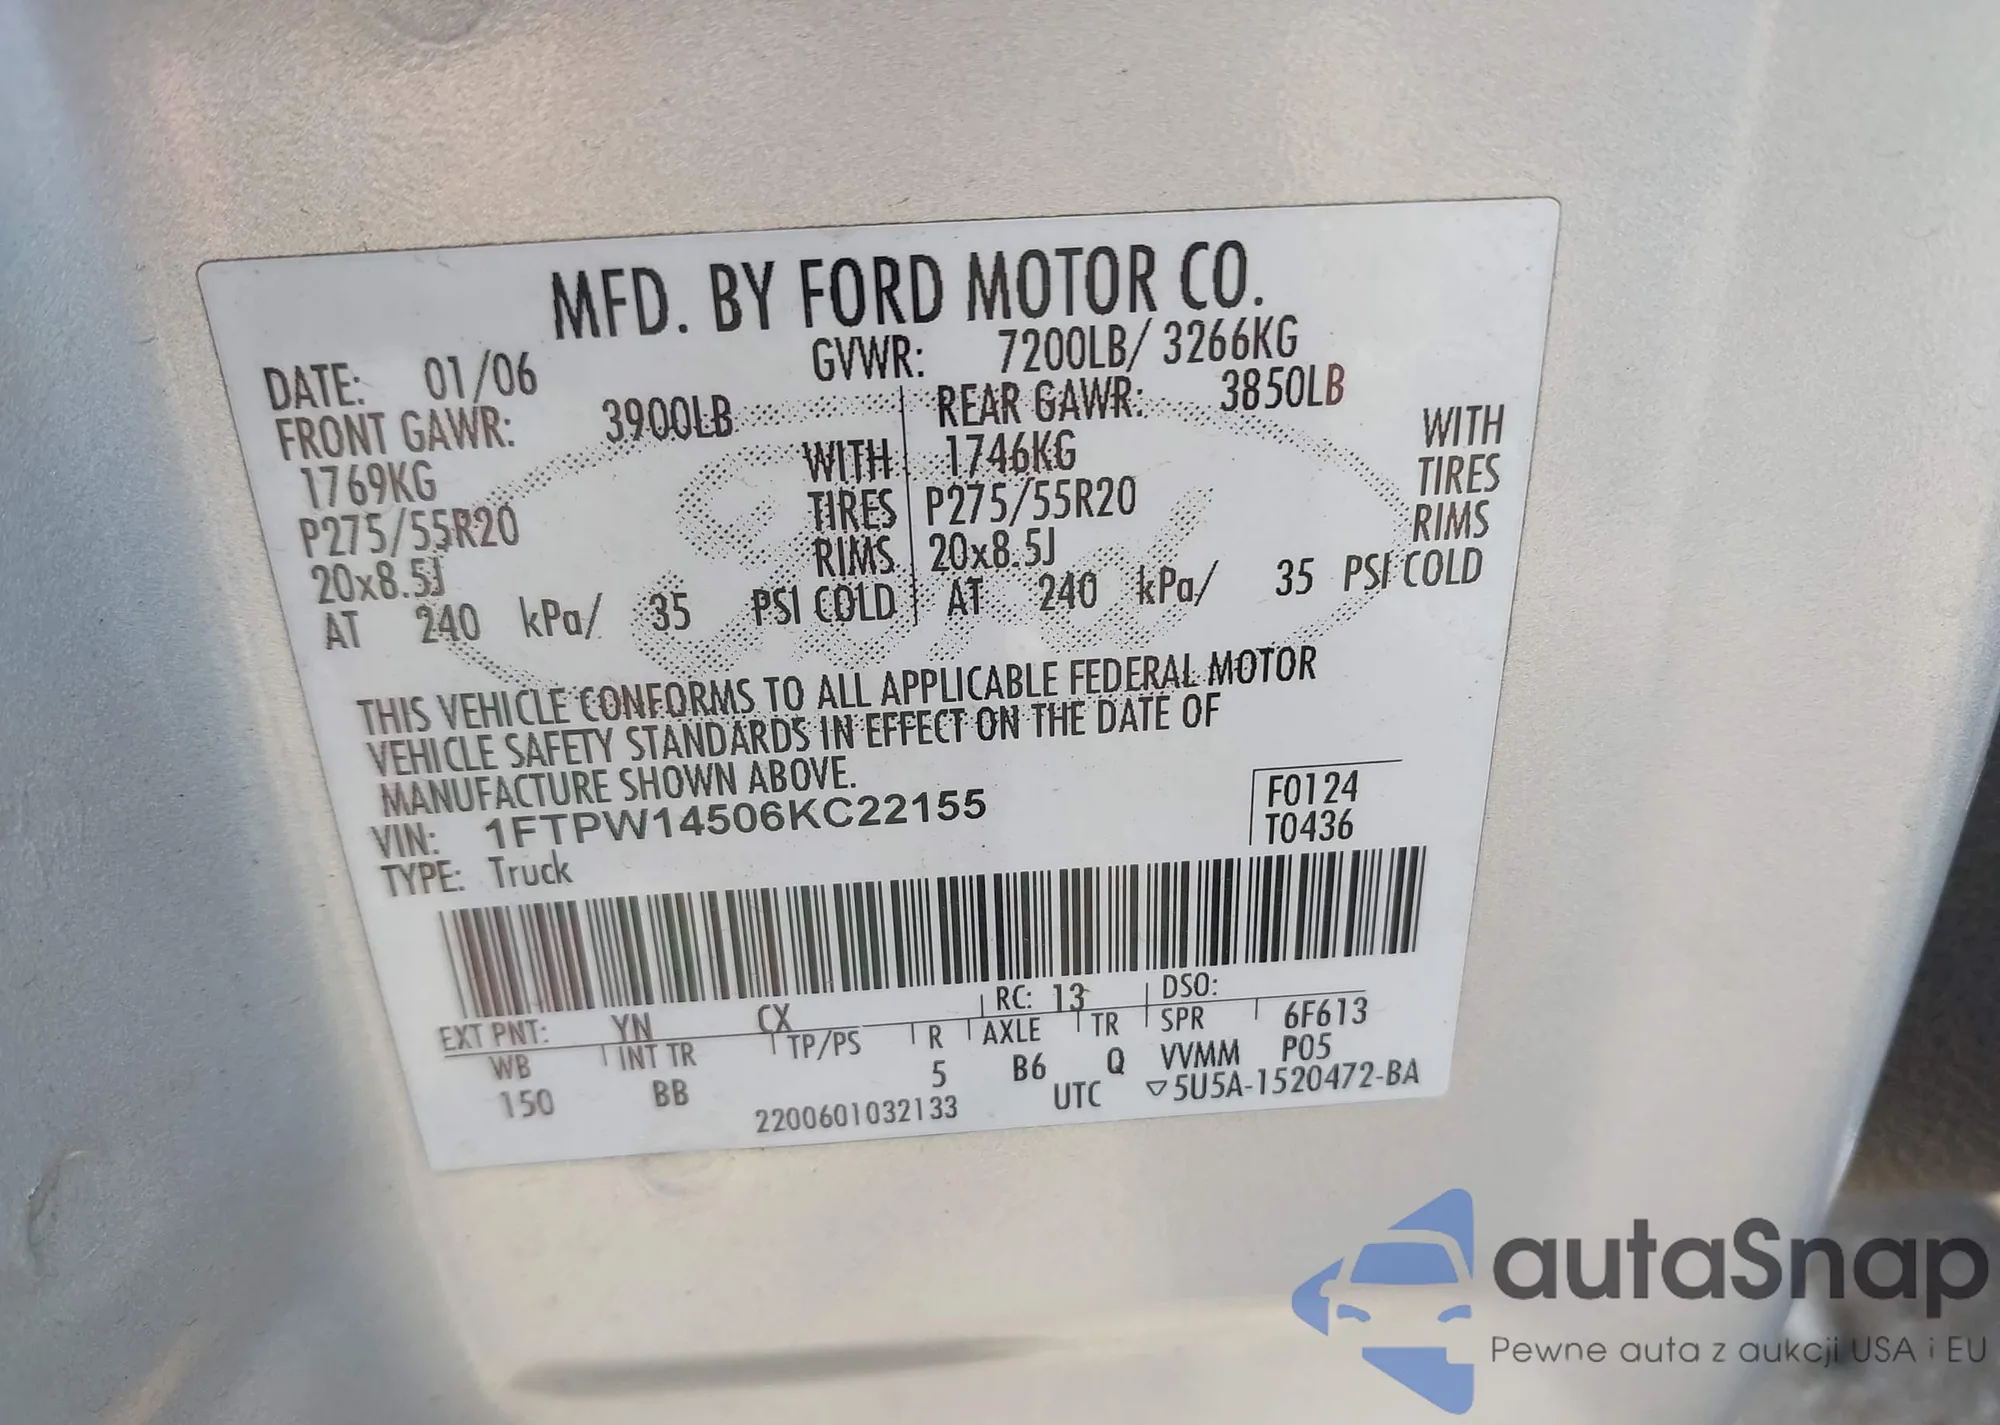 MFD. BY FORD MOTOR CO.
DATE: 01/06 GVWR: 7200LB/ 3266KG
FRONT GAWR: 3900LB REAR GAWR: 3850LB
1769KG WITH 1746KG WITH
P275/55R20 TIRES P275/55R20 TIRES
20x8.5J RIMS 20x8.5J RIMS
AT 240 kPa/ 35 PSI COLD AT 240 kPa/ 35 PSI COLD
THIS VEHICLE CONFORMS TO ALL APPLICABLE FEDERAL MOTOR
VEHICLE SAFETY STANDARDS IN EFFECT ON THE DATE OF
MANUFACTURE SHOWN ABOVE.
VIN: 1FTPW14506KC22155 F0124
TYPE: Truck T0436
EXT PNT: YN CX RC: 13 DSO:
WB INT TR TP/PS R AXLE TR SPR 6F613
150 BB 5 B6 Q VVMM P05
2200601032133 UTC ▽5U5A-1520472-BA
autaSnap
Pewne auta z aukcji USA i EU